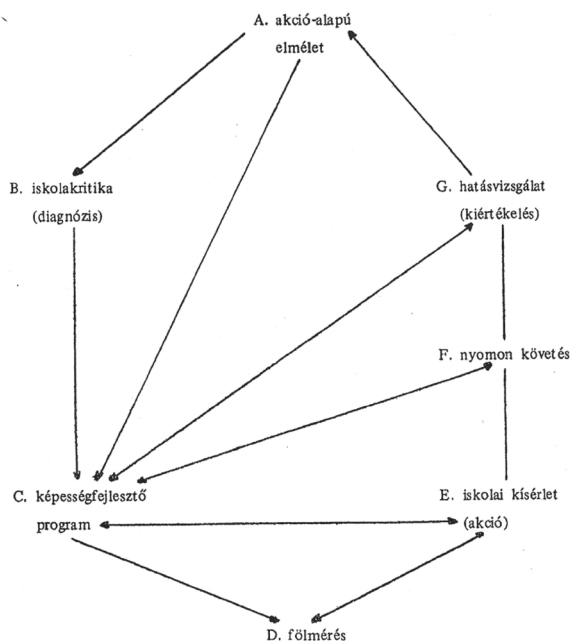 A. akció-alapú
elmélet
B. iskolakritika
(diagnózis)
G. hatásvizsgálat
(kiértékelés)
F. nyomon követés
C. képességfejlesztő
program
E. iskolai kísérlet
(akció)
D. fölmérés